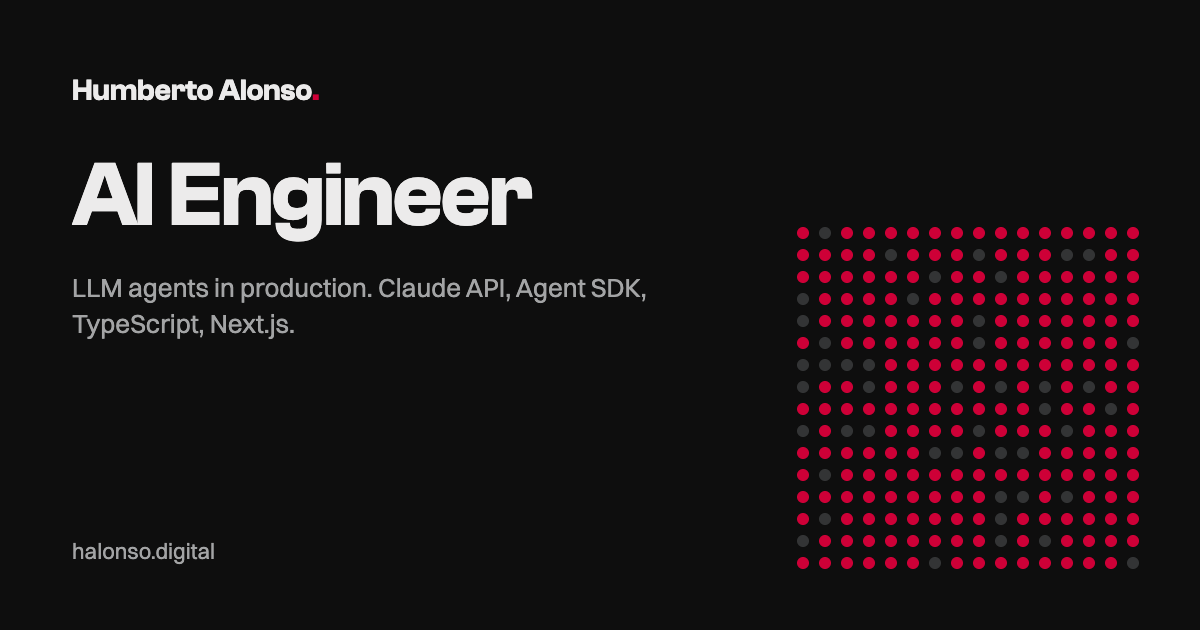 Humberto Alonso.
AI Engineer
LLM agents in production. Claude API, Agent SDK,
TypeScript, Next.js.
halonso.digital